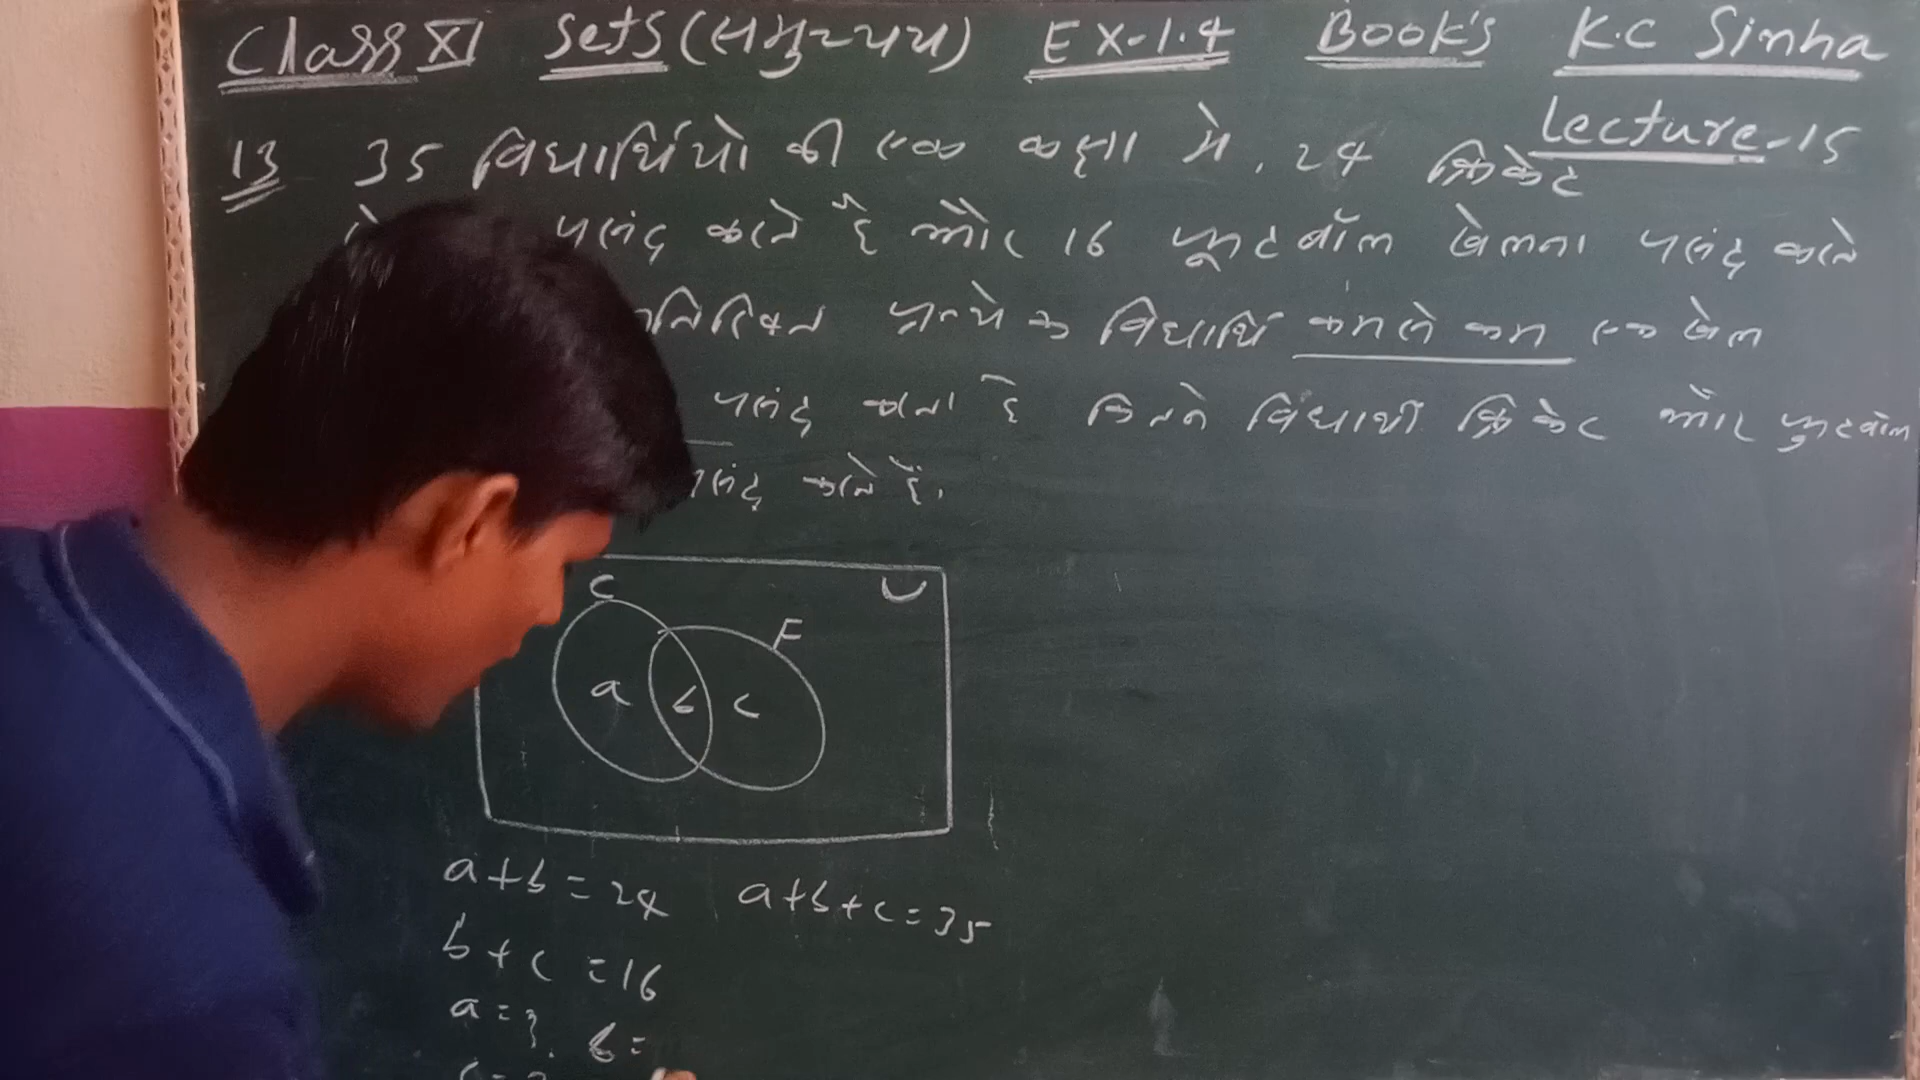 Class XI Sets (समुच्चय) EX-1.4 Book's K.C Sinha
Lecture-15
13 35 विद्यार्थियो की एक कक्षा मे, 24 क्रिकेट
पसंद करते है और 16 फूटबॉल खेलना पसंद करते
प्रत्येक विद्यार्थि कमसे कम एक खेल
पसंद करता है कितने विद्यार्थी क्रिकेट और फूटबॉल
पसंद करते हैं.
C U
F
a b c
a+b=24 a+b+c=35
b+c=16
a=?. b=
c=?